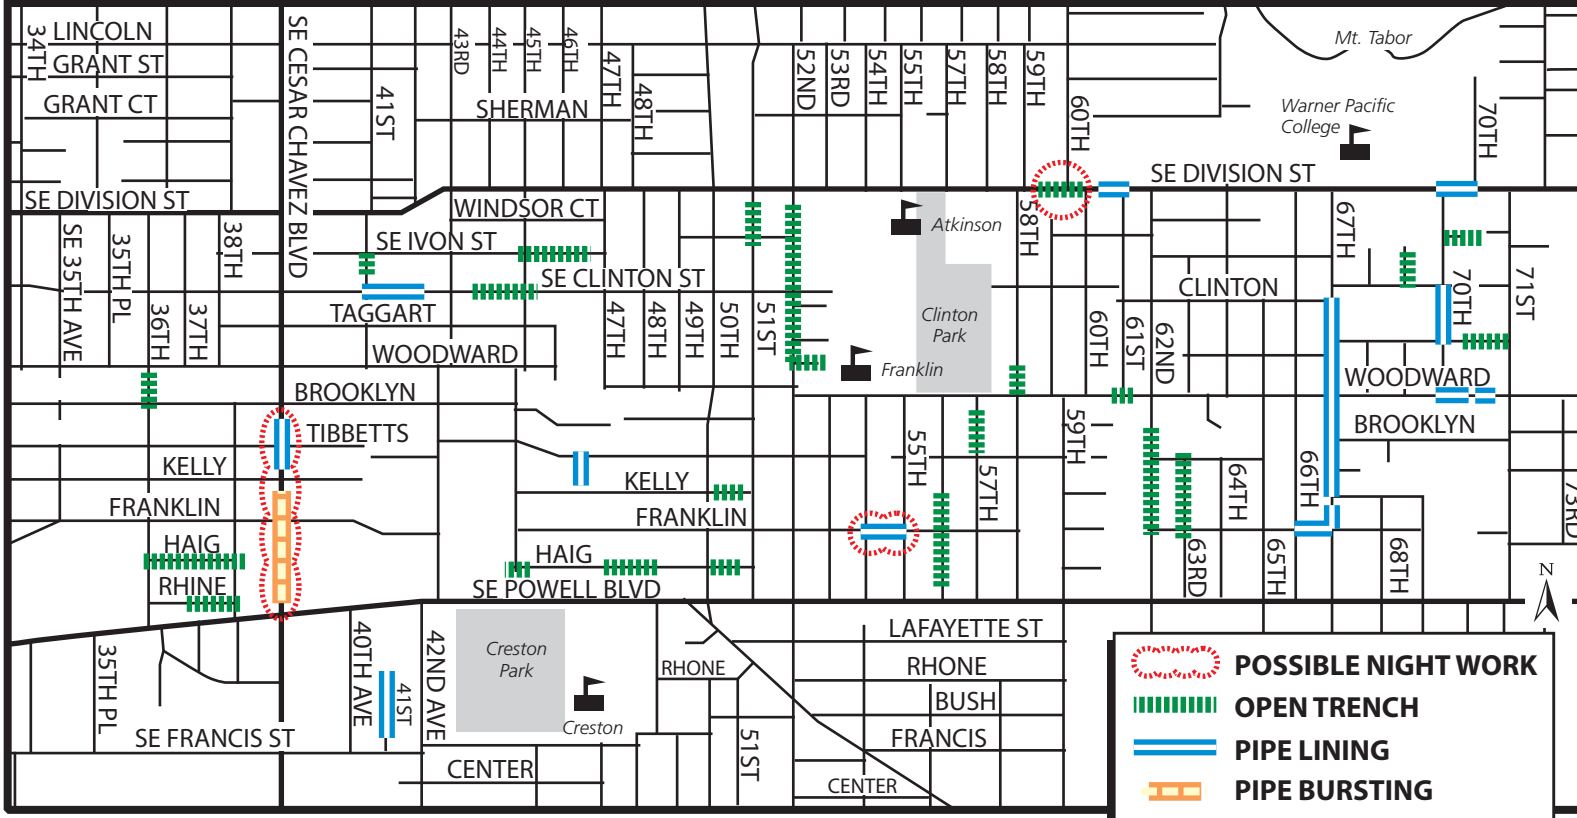 LINCOLN
34TH
GRANT ST
GRANT CT
SE CESAR CHAVEZ BLVD
41ST
43RD
44TH
45TH
46TH
47TH
48TH
SHERMAN
52ND
53RD
54TH
55TH
57TH
58TH
59TH
60TH
Mt. Tabor
Warner Pacific
College
70TH
SE DIVISION ST
SE DIVISION ST
WINDSOR CT
SE IVON ST
SE CLINTON ST
TAGGART
WOODWARD
BROOKLYN
TIBBETTS
KELLY
FRANKLIN
HAIG
RHINE
SE 35TH AVE
35TH PL
36TH
37TH
38TH
47TH
48TH
49TH
50TH
51ST
Atkinson
Clinton
Park
Franklin
58TH
60TH
61ST
62ND
CLINTON
67TH
70TH
71ST
WOODWARD
BROOKLYN
59TH
55TH
57TH
KELLY
FRANKLIN
HAIG
SE POWELL BLVD
63RD
64TH
65TH
66TH
68TH
73RD
N
35TH PL
40TH AVE
41ST
42ND AVE
Creston
Park
Creston
RHONE
51ST
LAFAYETTE ST
RHONE
BUSH
FRANCIS
CENTER
SE FRANCIS ST
CENTER
POSSIBLE NIGHT WORK
OPEN TRENCH
PIPE LINING
PIPE BURSTING